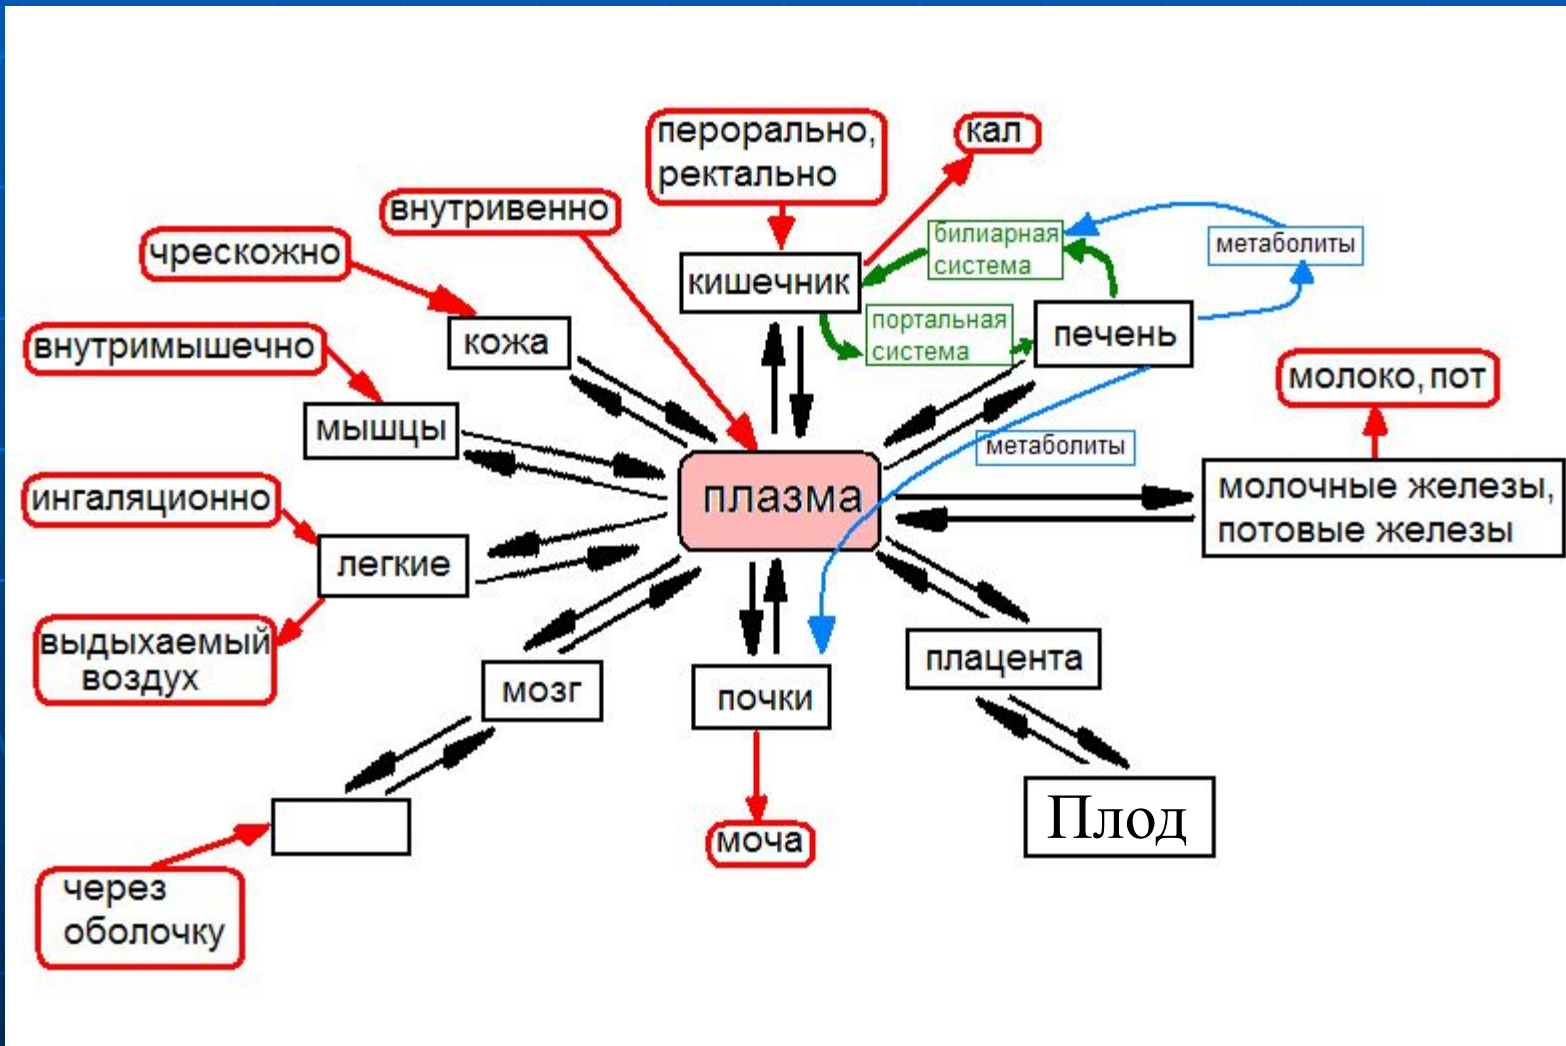 перорально,
ректально
кал
внутривенно
чрескожно
билиарная
система
метаболиты
кишечник
внутримышечно
кожа
портальная
система
печень
молоко, пот
мышцы
метаболиты
ингаляционно
плазма
молочные железы,
потовые железы
легкие
выдыхаемый
воздух
мозг
почки
плацента
моча
Плод
через
оболочку